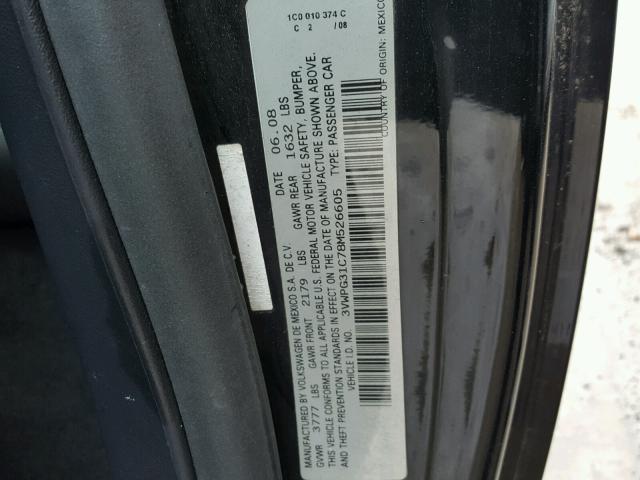 MANUFACTURED BY VOLKSWAGEN DE MEXICO S.A. DE C.V. DATE 06.08
GVWR 3777 LBS GAWR FRONT 2179 LBS GAWR REAR 1632 LBS
THIS VEHICLE CONFORMS TO ALL APPLICABLE U.S. FEDERAL MOTOR VEHICLE SAFETY, BUMPER,
AND THEFT PREVENTION STANDARDS IN EFFECT ON THE DATE OF MANUFACTURE SHOWN ABOVE.
VEHICLE I.D. NO. 3VWPG31C78M526605 TYPE: PASSENGER CAR
COUNTRY OF ORIGIN: MEXICO
1C0 010 374 C
C 2 /08